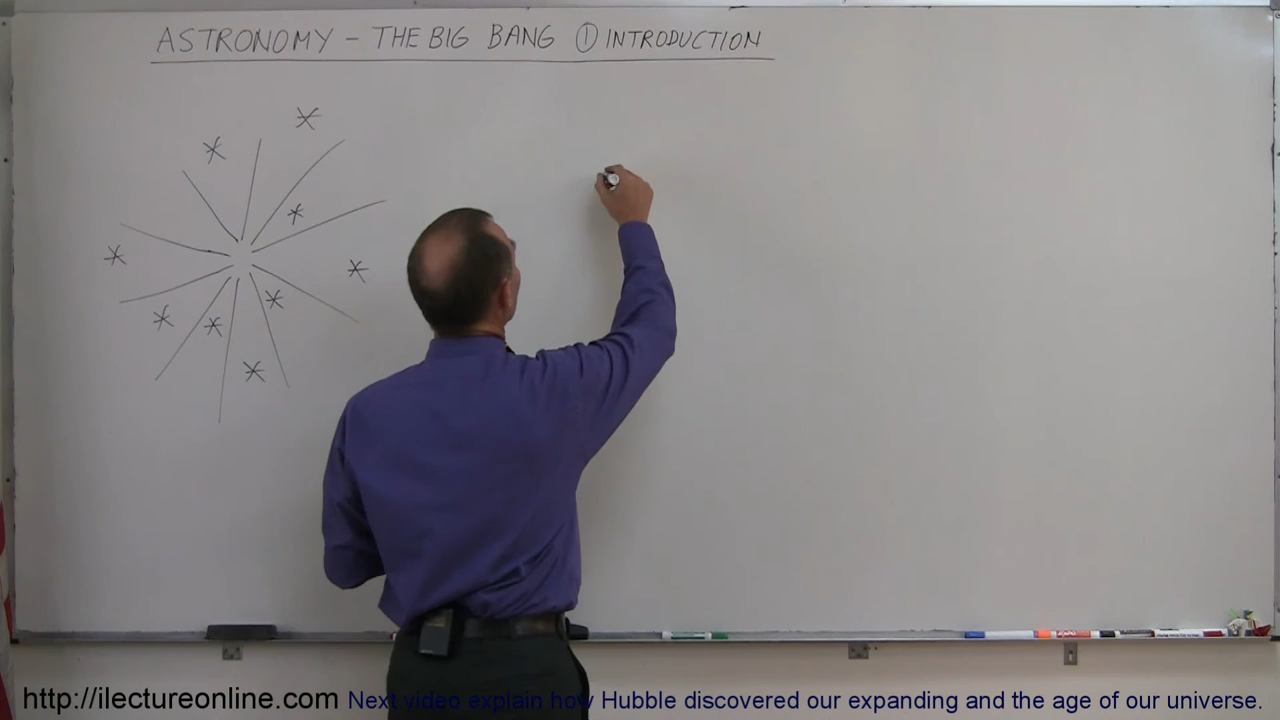 ASTRONOMY – THE BIG BANG ① INTRODUCTION
http://ilectureonline.com Next video explain how Hubble discovered our expanding and the age of our universe.